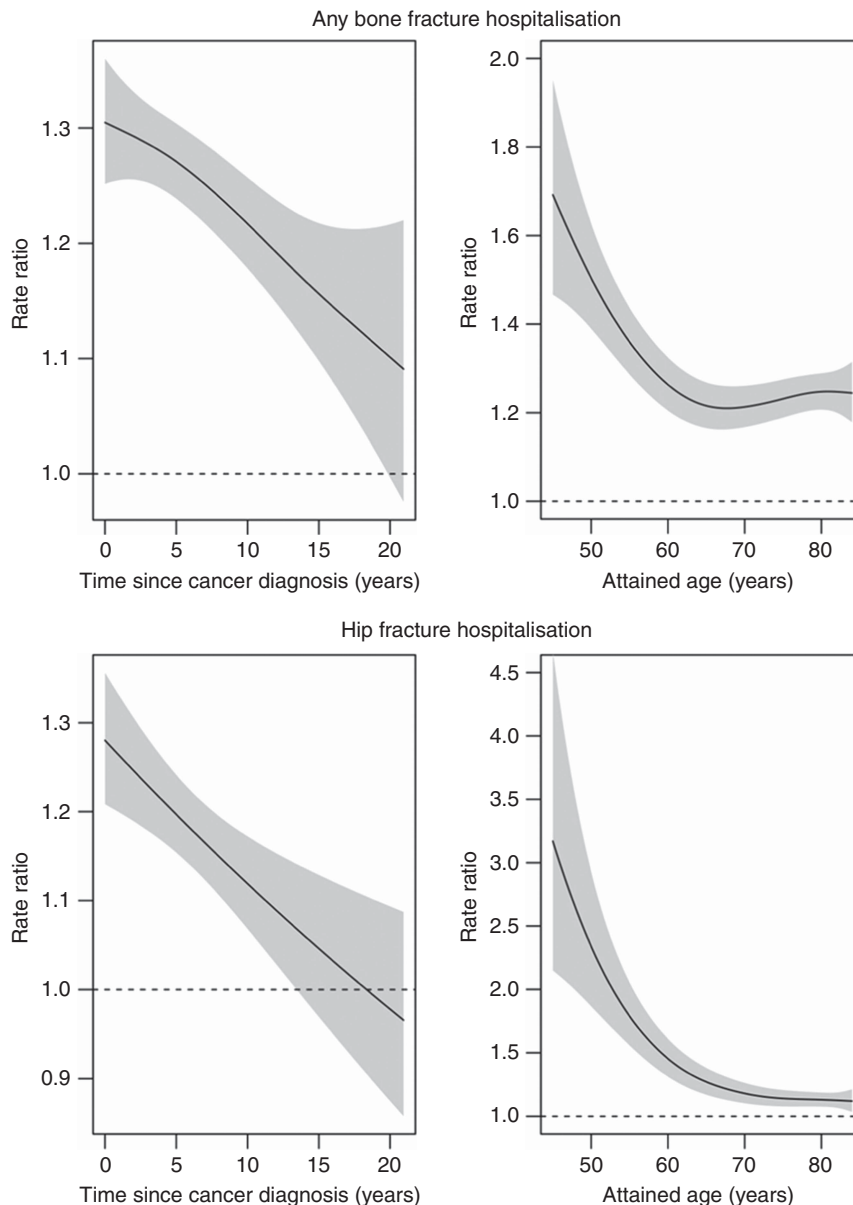 Any bone fracture hospitalisation
Rate ratio
1.3
1.2
1.1
1.0
0 5 10 15 20
Time since cancer diagnosis (years)
Rate ratio
2.0
1.8
1.6
1.4
1.2
1.0
50 60 70 80
Attained age (years)
Hip fracture hospitalisation
Rate ratio
1.3
1.2
1.1
1.0
0.9
0 5 10 15 20
Time since cancer diagnosis (years)
Rate ratio
4.5
4.0
3.5
3.0
2.5
2.0
1.5
1.0
50 60 70 80
Attained age (years)